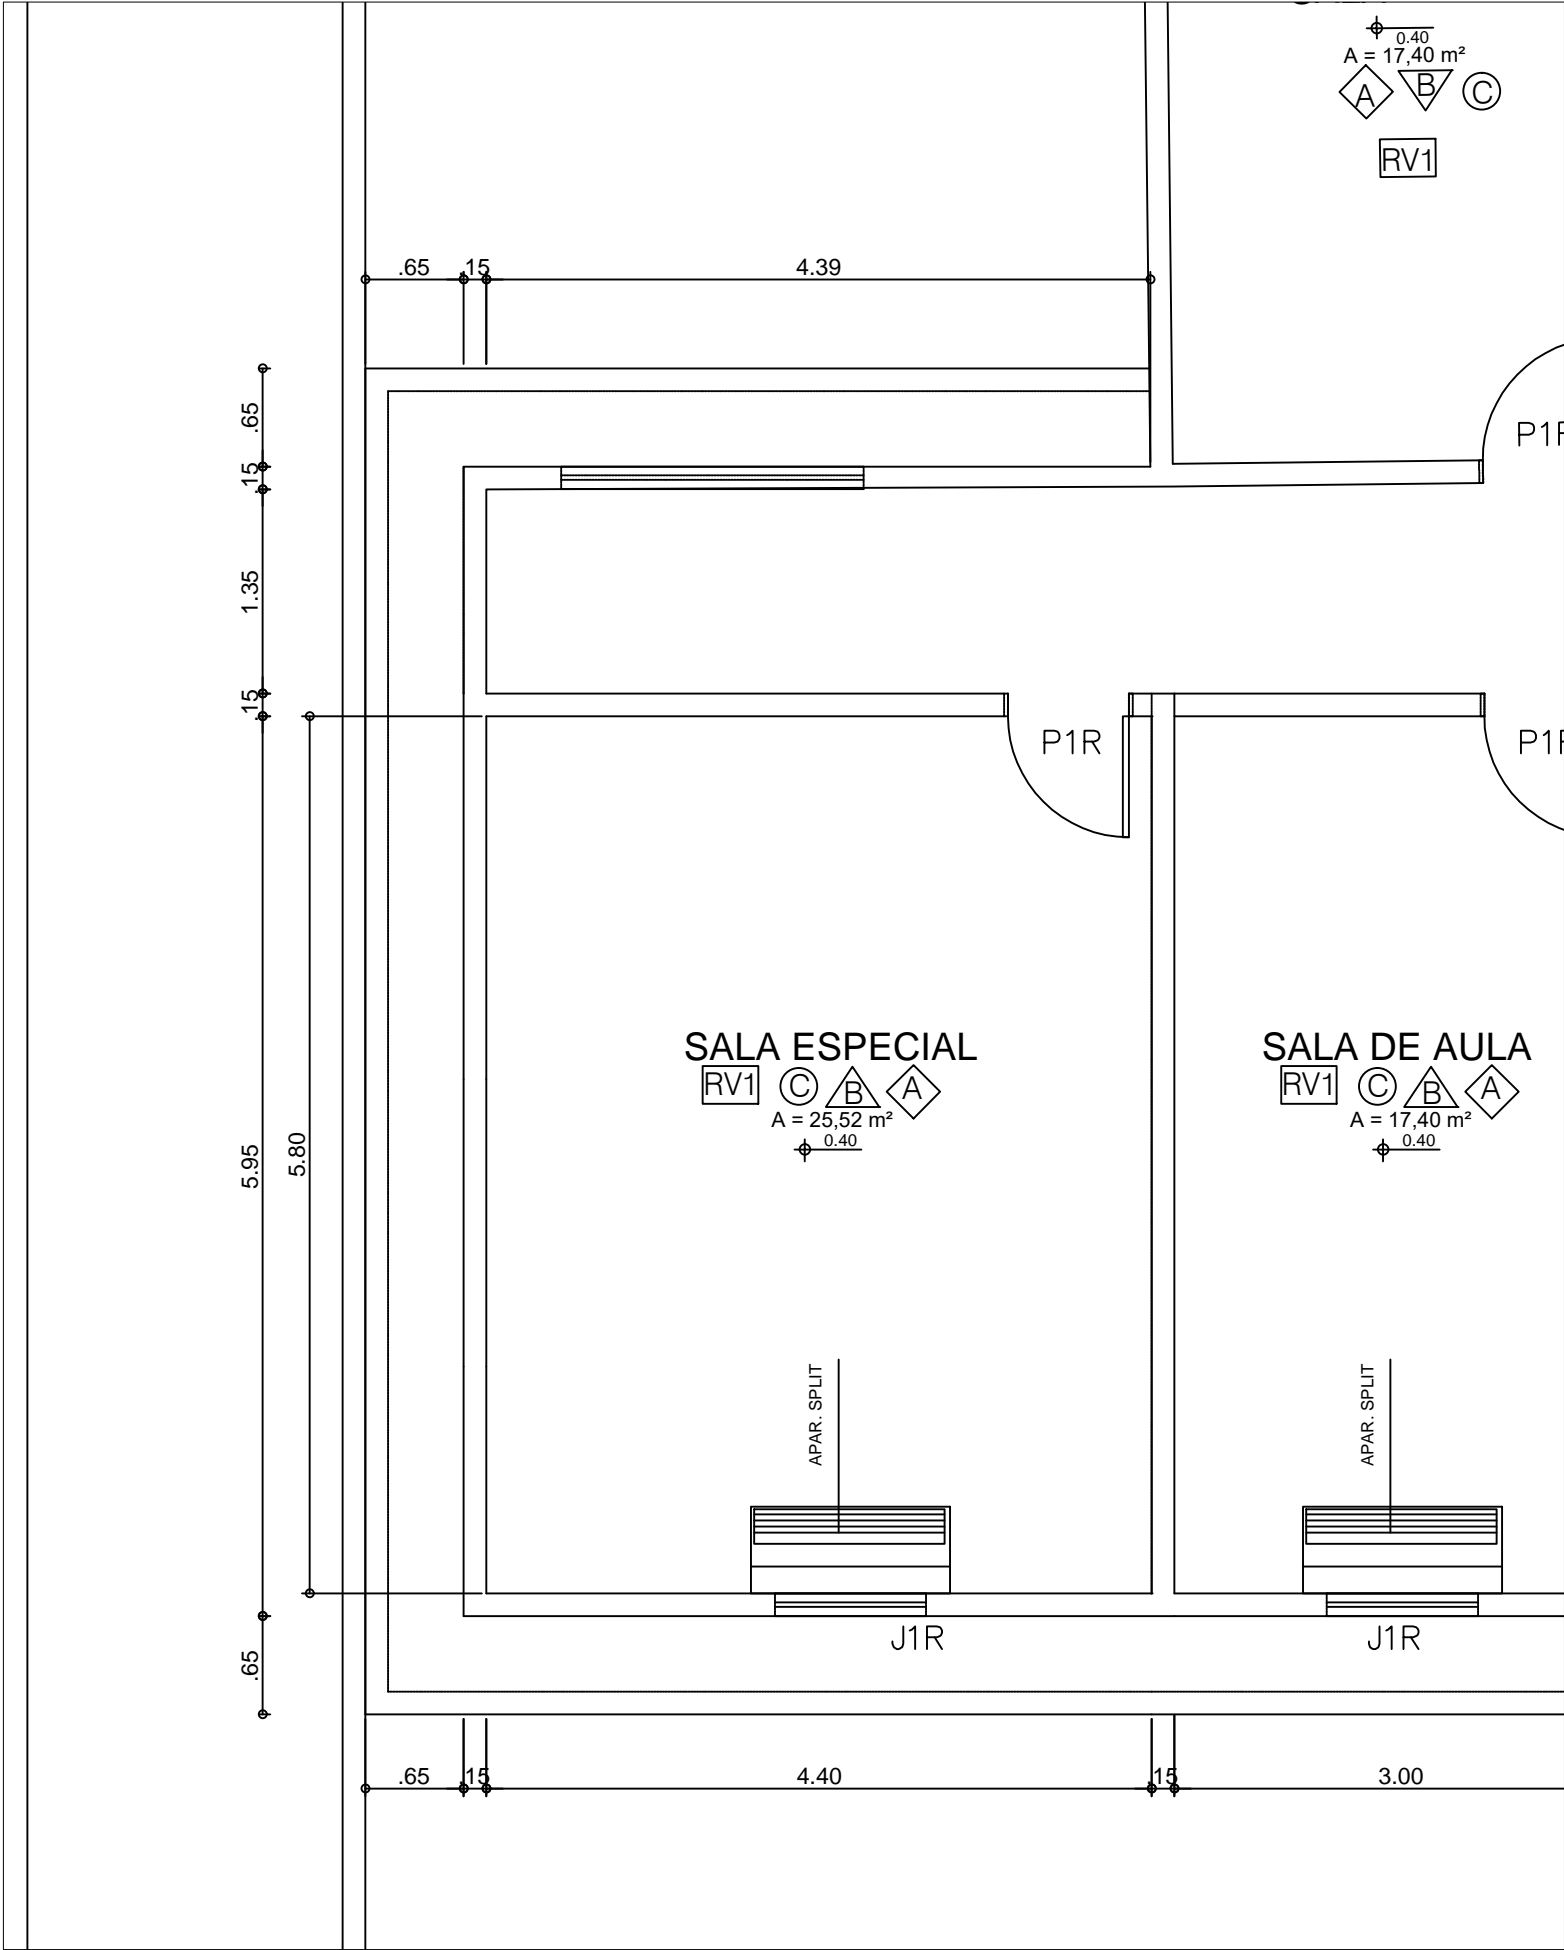 0.40
A = 17,40 m²
A B C
RV1
.65 .15 4.39
.65
.15
1.35
.15
5.95
5.80
.65
P1R
SALA ESPECIAL
RV1 C B A
A = 25,52 m²
0.40
SALA DE AULA
RV1 C B A
A = 17,40 m²
0.40
APAR. SPLIT
APAR. SPLIT
J1R
J1R
.65 .15 4.40 .15 3.00